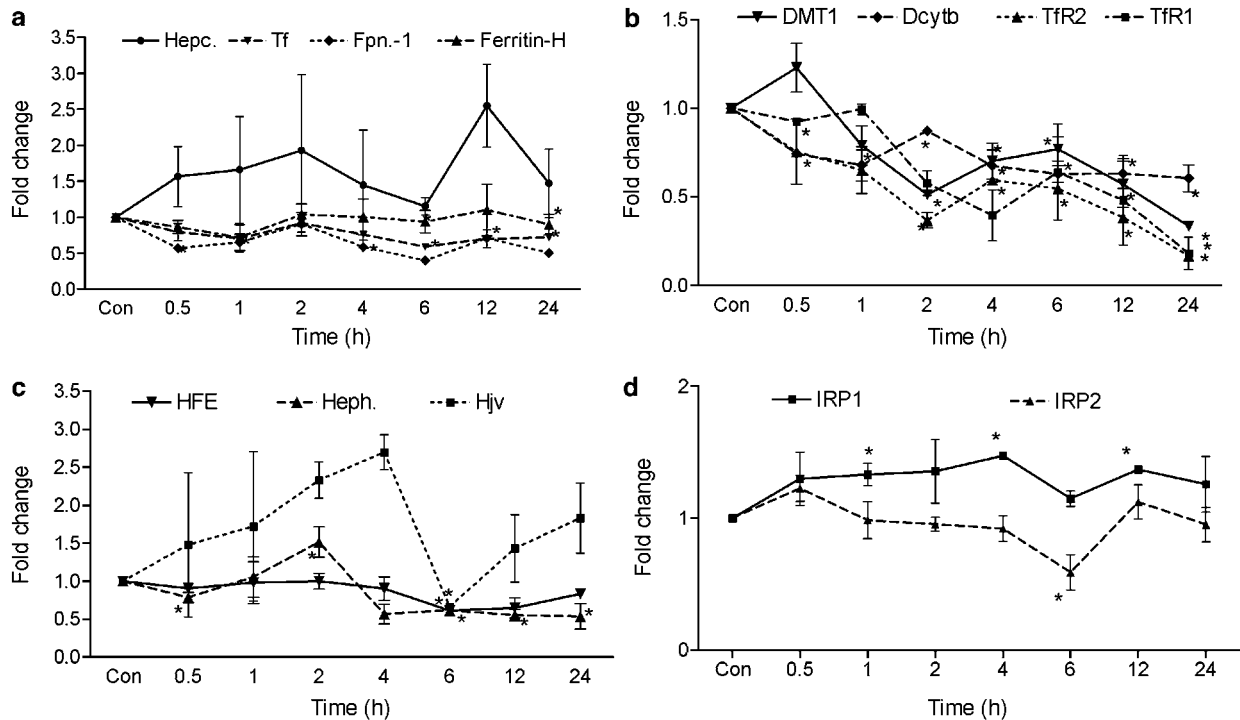 a
Hepc. Tf Fpn.-1 Ferritin-H
Fold change
3.5
3.0
2.5
2.0
1.5
1.0
0.5
0.0
* * * * * *
Con 0.5 1 2 4 6 12 24
Time (h)
b
DMT1 Dcytb TfR2 TfR1
Fold change
1.5
1.0
0.5
0.0
* * * * * * * * * * * * * * * * * * *
Con 0.5 1 2 4 6 12 24
Time (h)
c
HFE Heph. Hjv
Fold change
3.5
3.0
2.5
2.0
1.5
1.0
0.5
0.0
* * * * * * *
Con 0.5 1 2 4 6 12 24
Time (h)
d
IRP1 IRP2
Fold change
2
1
0
* * * *
Con 0.5 1 2 4 6 12 24
Time (h)